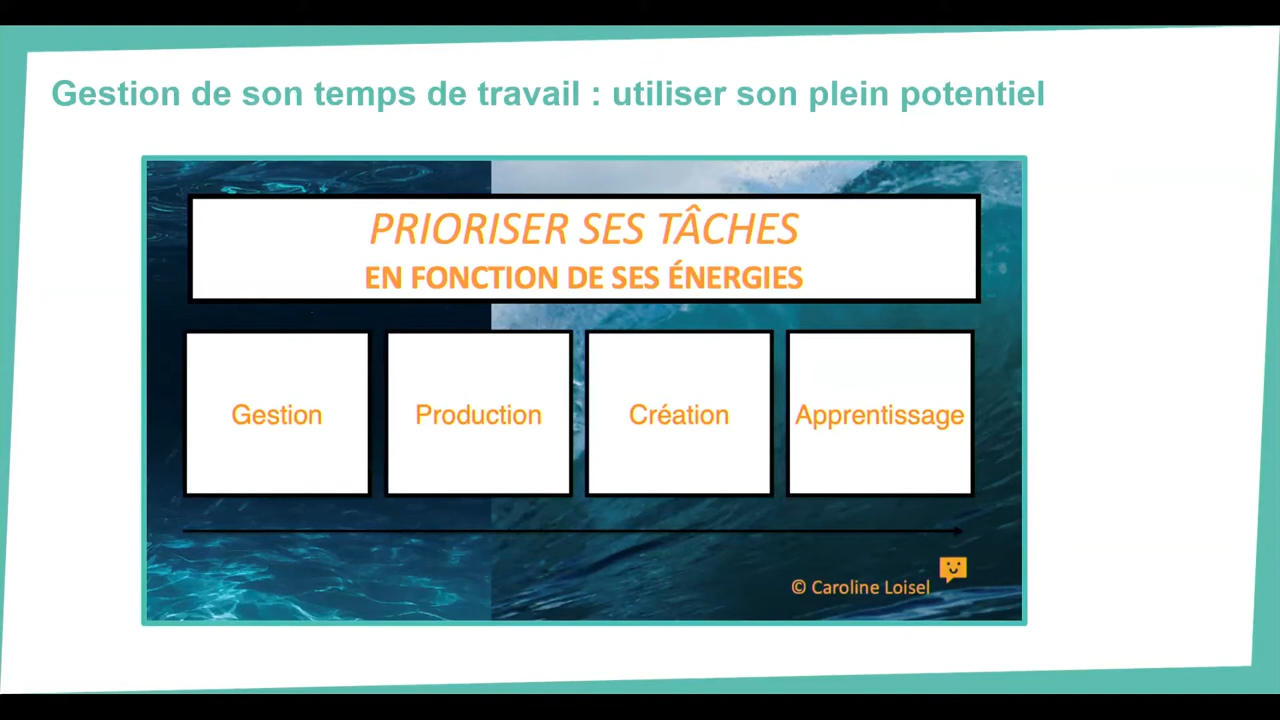 Gestion de son temps de travail : utiliser son plein potentiel
PRIORISER SES TÂCHES
EN FONCTION DE SES ÉNERGIES
Gestion
Production
Création
Apprentissage
© Caroline Loisel